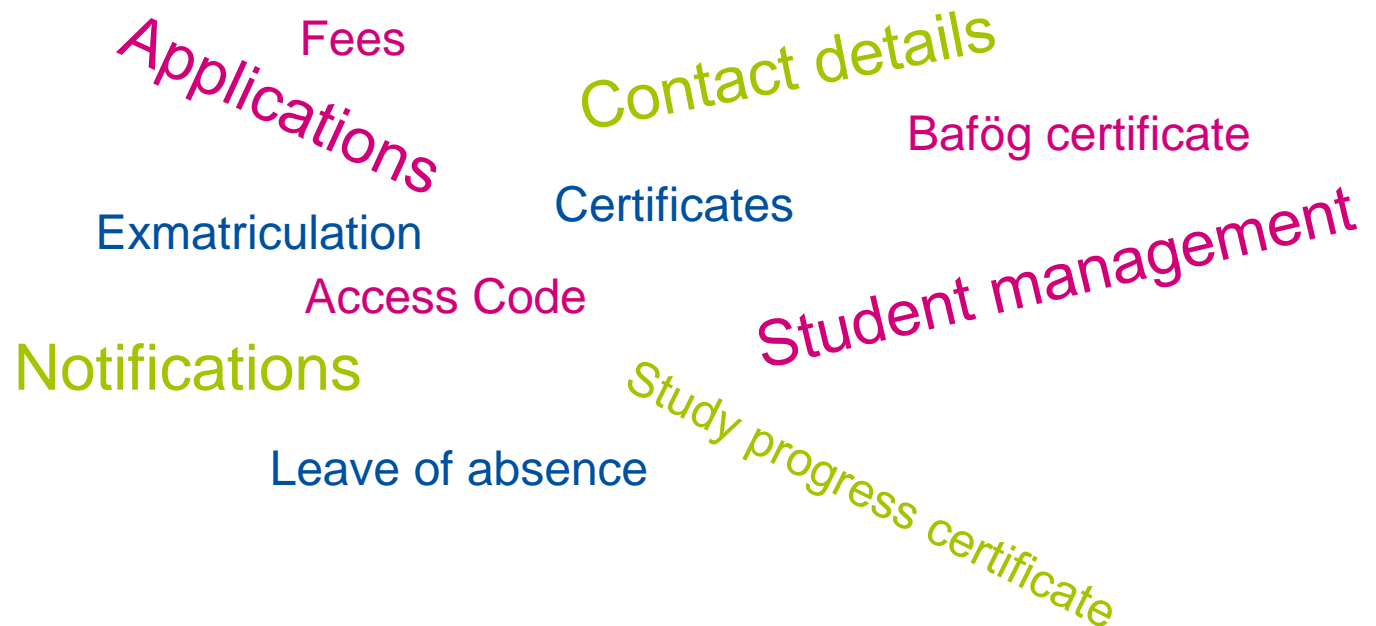 Applications
Fees
Contact details
Bafög certificate
Certificates
Exmatriculation
Student management
Access Code
Notifications
Study progress certificate
Leave of absence